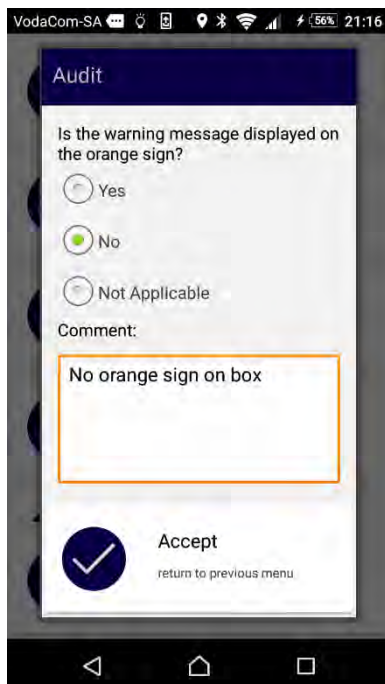 VodaCom-SA 56% 21:16
Audit
Is the warning message displayed on
the orange sign?
Yes
No
Not Applicable
Comment:
No orange sign on box
Accept
return to previous menu